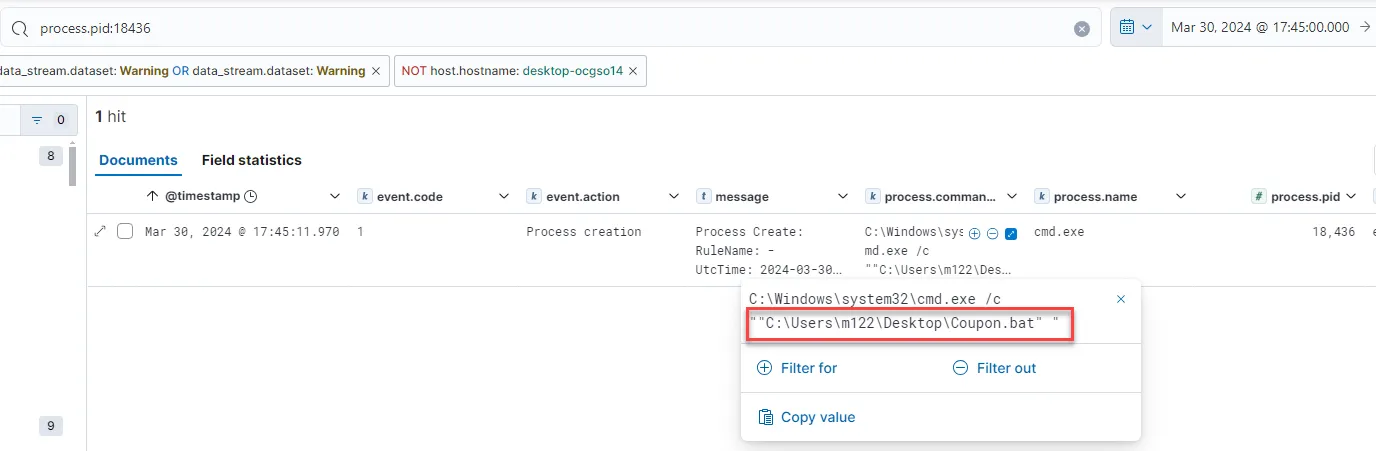 process.pid:18436
Mar 30, 2024 @ 17:45:00.000
data_stream.dataset: Warning OR data_stream.dataset: Warning
NOT host.hostname: desktop-ocgso14
0
1 hit
8
Documents Field statistics
@timestamp event.code event.action message process.comman... process.name process.pid
Mar 30, 2024 @ 17:45:11.970 1 Process creation Process Create: C:\Windows\sys cmd.exe 18,436
RuleName: - md.exe /c
UtcTime: 2024-03-30... ""C:\Users\m122\Des...
C:\Windows\system32\cmd.exe /c
""C:\Users\m122\Desktop\Coupon.bat" "
Filter for Filter out
Copy value
9